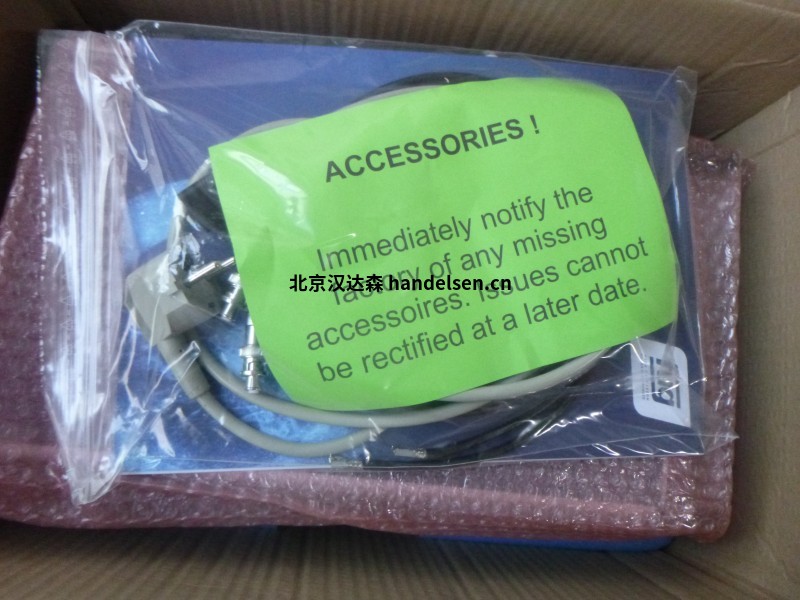 ACCESSORIES !
Immediately notify the
factory of any missing
北京汉达森 handelsen.cn
accessoires. Issues cannot
be rectified at a later date.